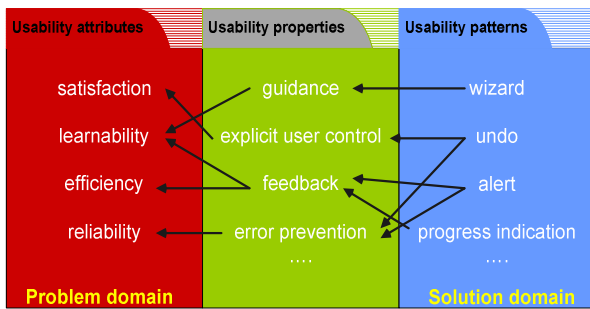 Usability attributes
Usability properties
Usability patterns
satisfaction
guidance
wizard
learnability
explicit user control
undo
efficiency
feedback
alert
reliability
error prevention
progress indication
....
....
Problem domain
Solution domain